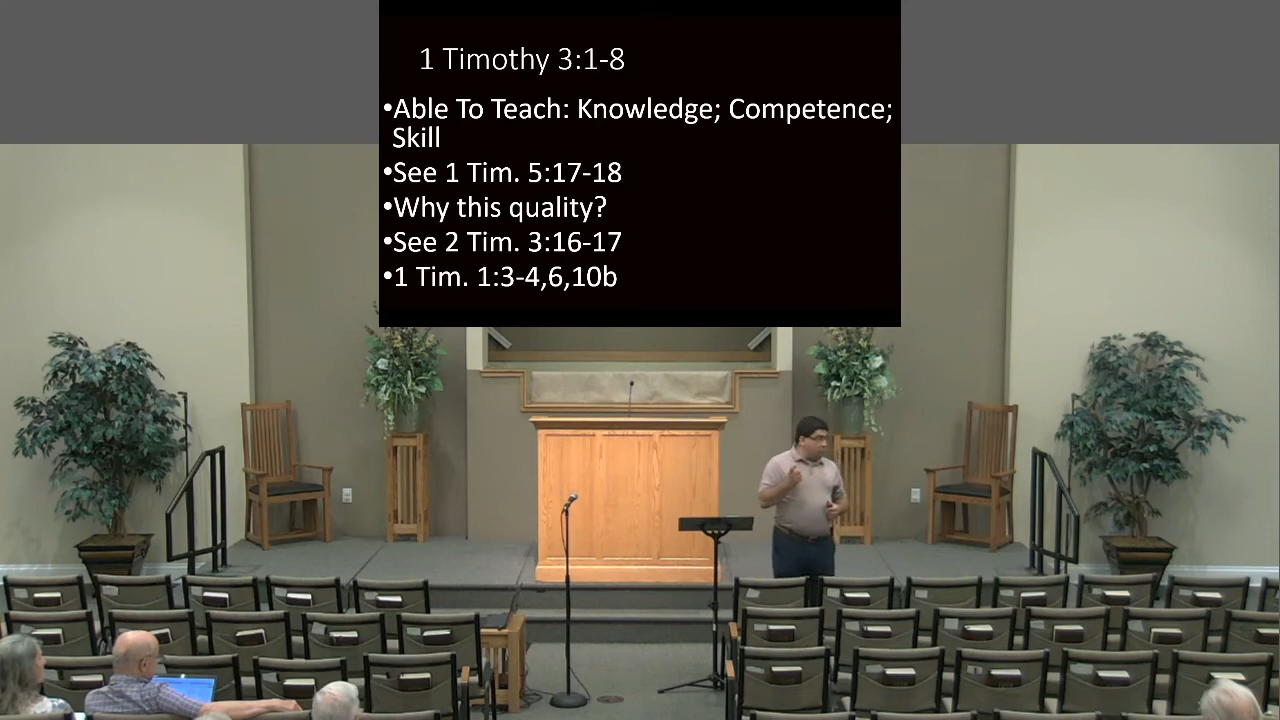 1 Timothy 3:1-8
•Able To Teach: Knowledge; Competence;
Skill
•See 1 Tim. 5:17-18
•Why this quality?
•See 2 Tim. 3:16-17
•1 Tim. 1:3-4,6,10b